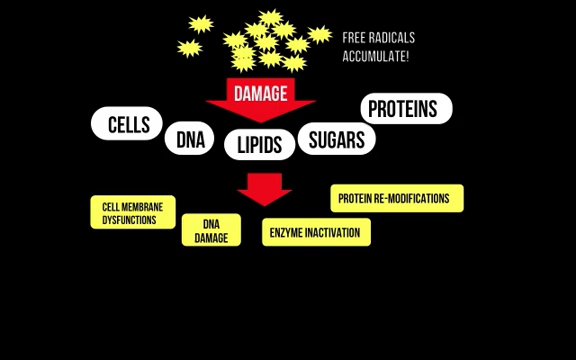 FREE RADICALS
ACCUMULATE!
DAMAGE
CELLS
DNA
LIPIDS
SUGARS
PROTEINS
CELL MEMBRANE
DYSFUNCTIONS
DNA
DAMAGE
ENZYME INACTIVATION
PROTEIN RE-MODIFICATIONS